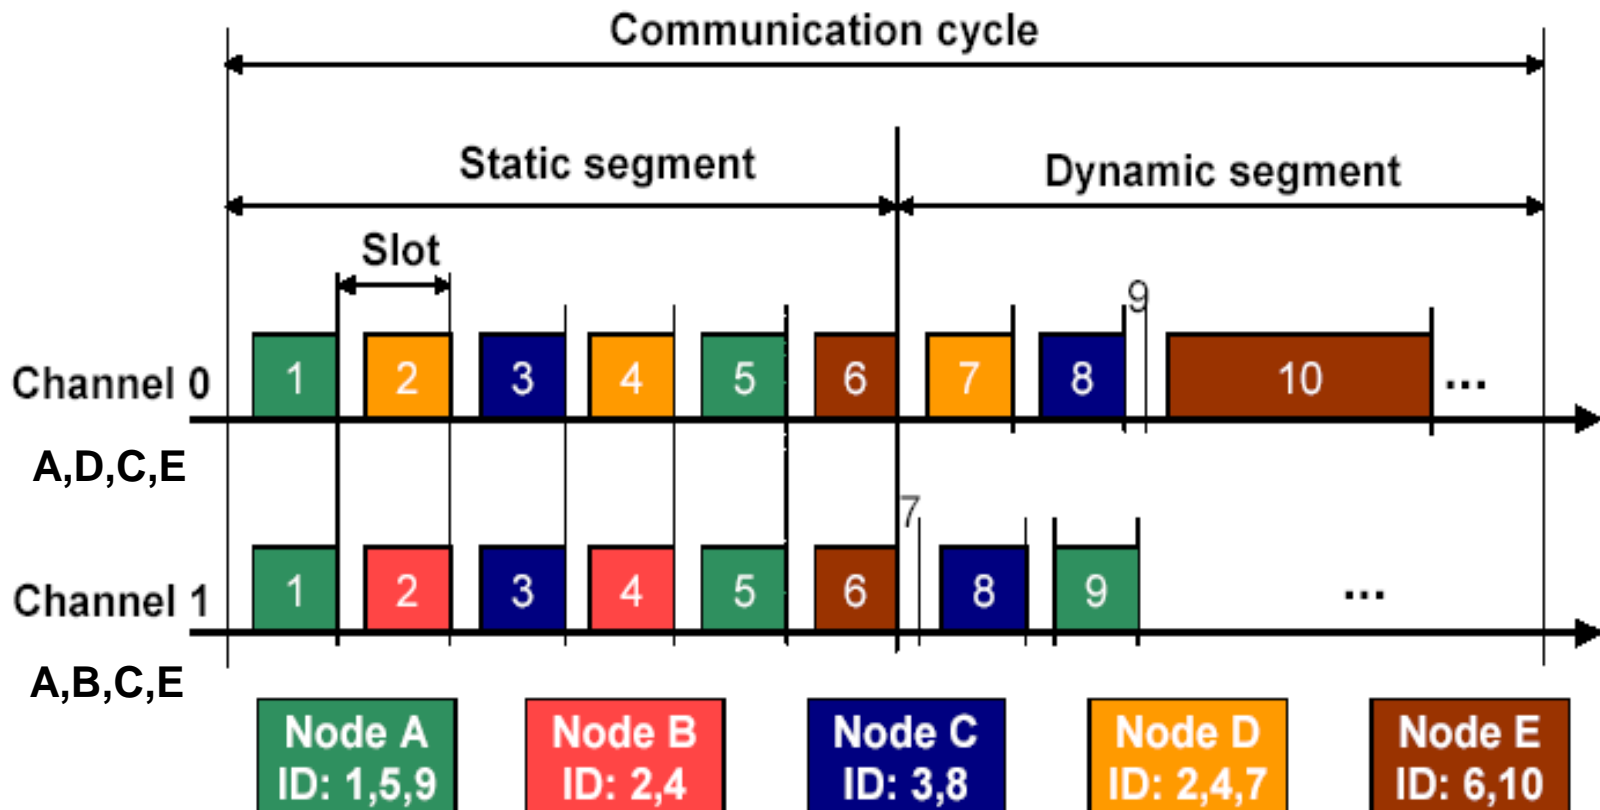 Communication cycle
Static segment
Dynamic segment
Slot
9
Channel 0
1 2 3 4 5 6 7 8 10 ...
A,D,C,E
7
Channel 1
1 2 3 4 5 6 8 9 ...
A,B,C,E
Node A
ID: 1,5,9
Node B
ID: 2,4
Node C
ID: 3,8
Node D
ID: 2,4,7
Node E
ID: 6,10